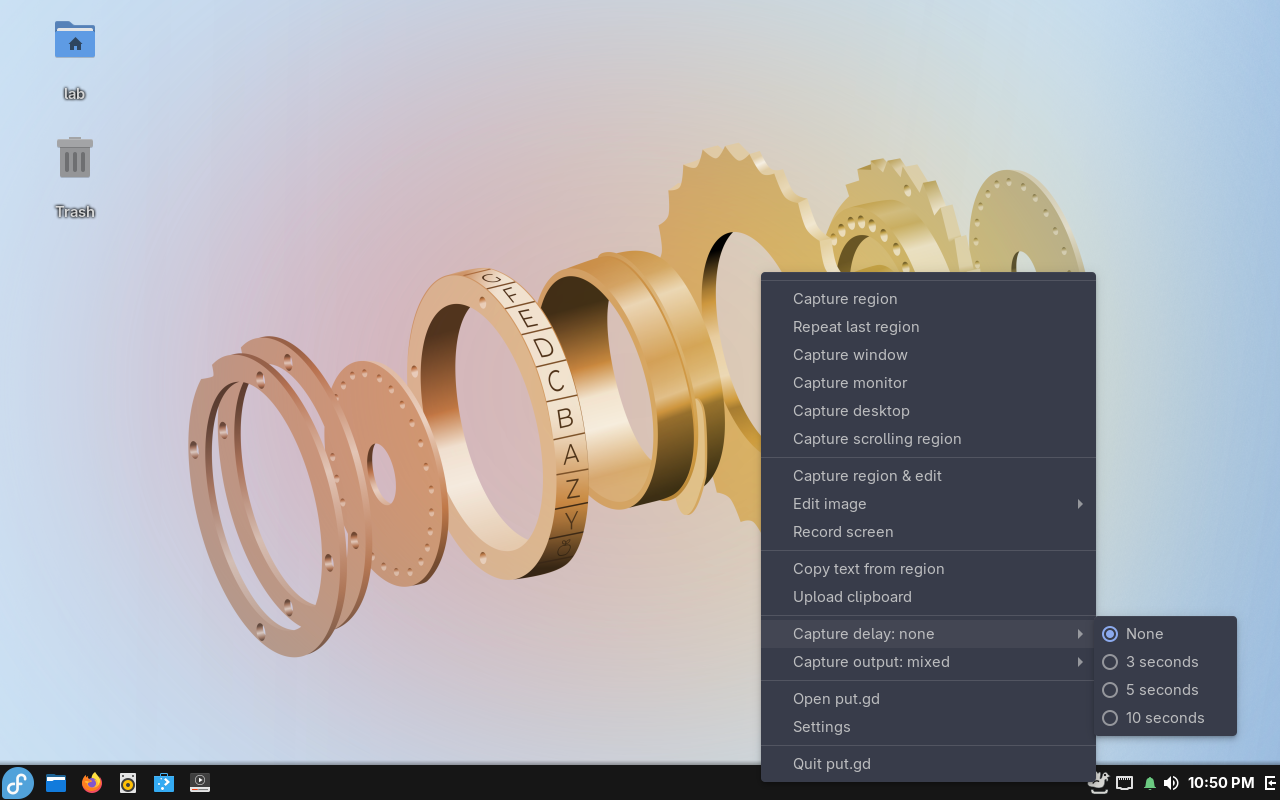 lab
Trash
G
F
E
D
C
B
A
Z
Y
Capture region
Repeat last region
Capture window
Capture monitor
Capture desktop
Capture scrolling region
Capture region & edit
Edit image
Record screen
Copy text from region
Upload clipboard
Capture delay: none
Capture output: mixed
Open put.gd
Settings
Quit put.gd
None
3 seconds
5 seconds
10 seconds
10:50 PM